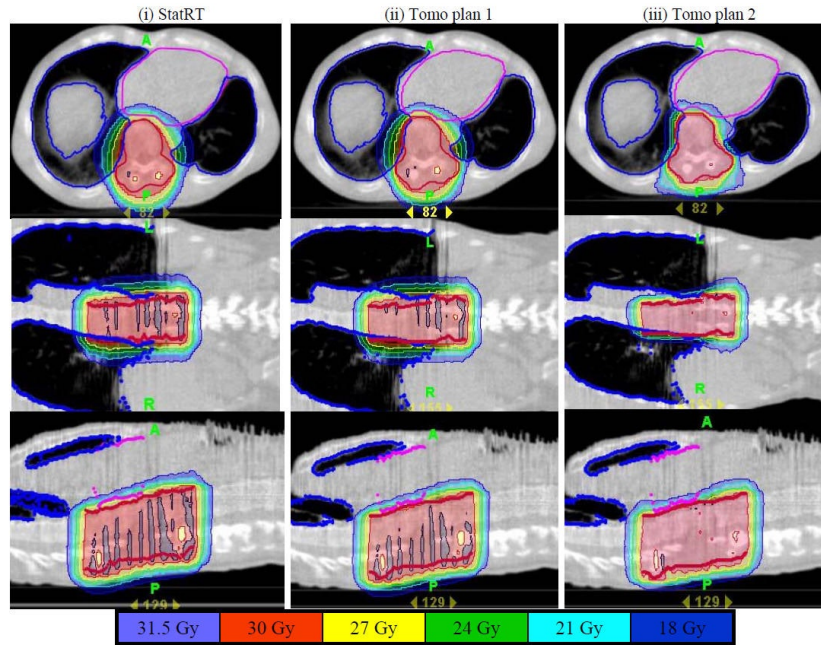 (i) StatRT (ii) Tomo plan 1 (iii) Tomo plan 2
A A A
P P P
82 82 82
L L L
R R R
A A A
P P P
129 129 129
31.5 Gy 30 Gy 27 Gy 24 Gy 21 Gy 18 Gy